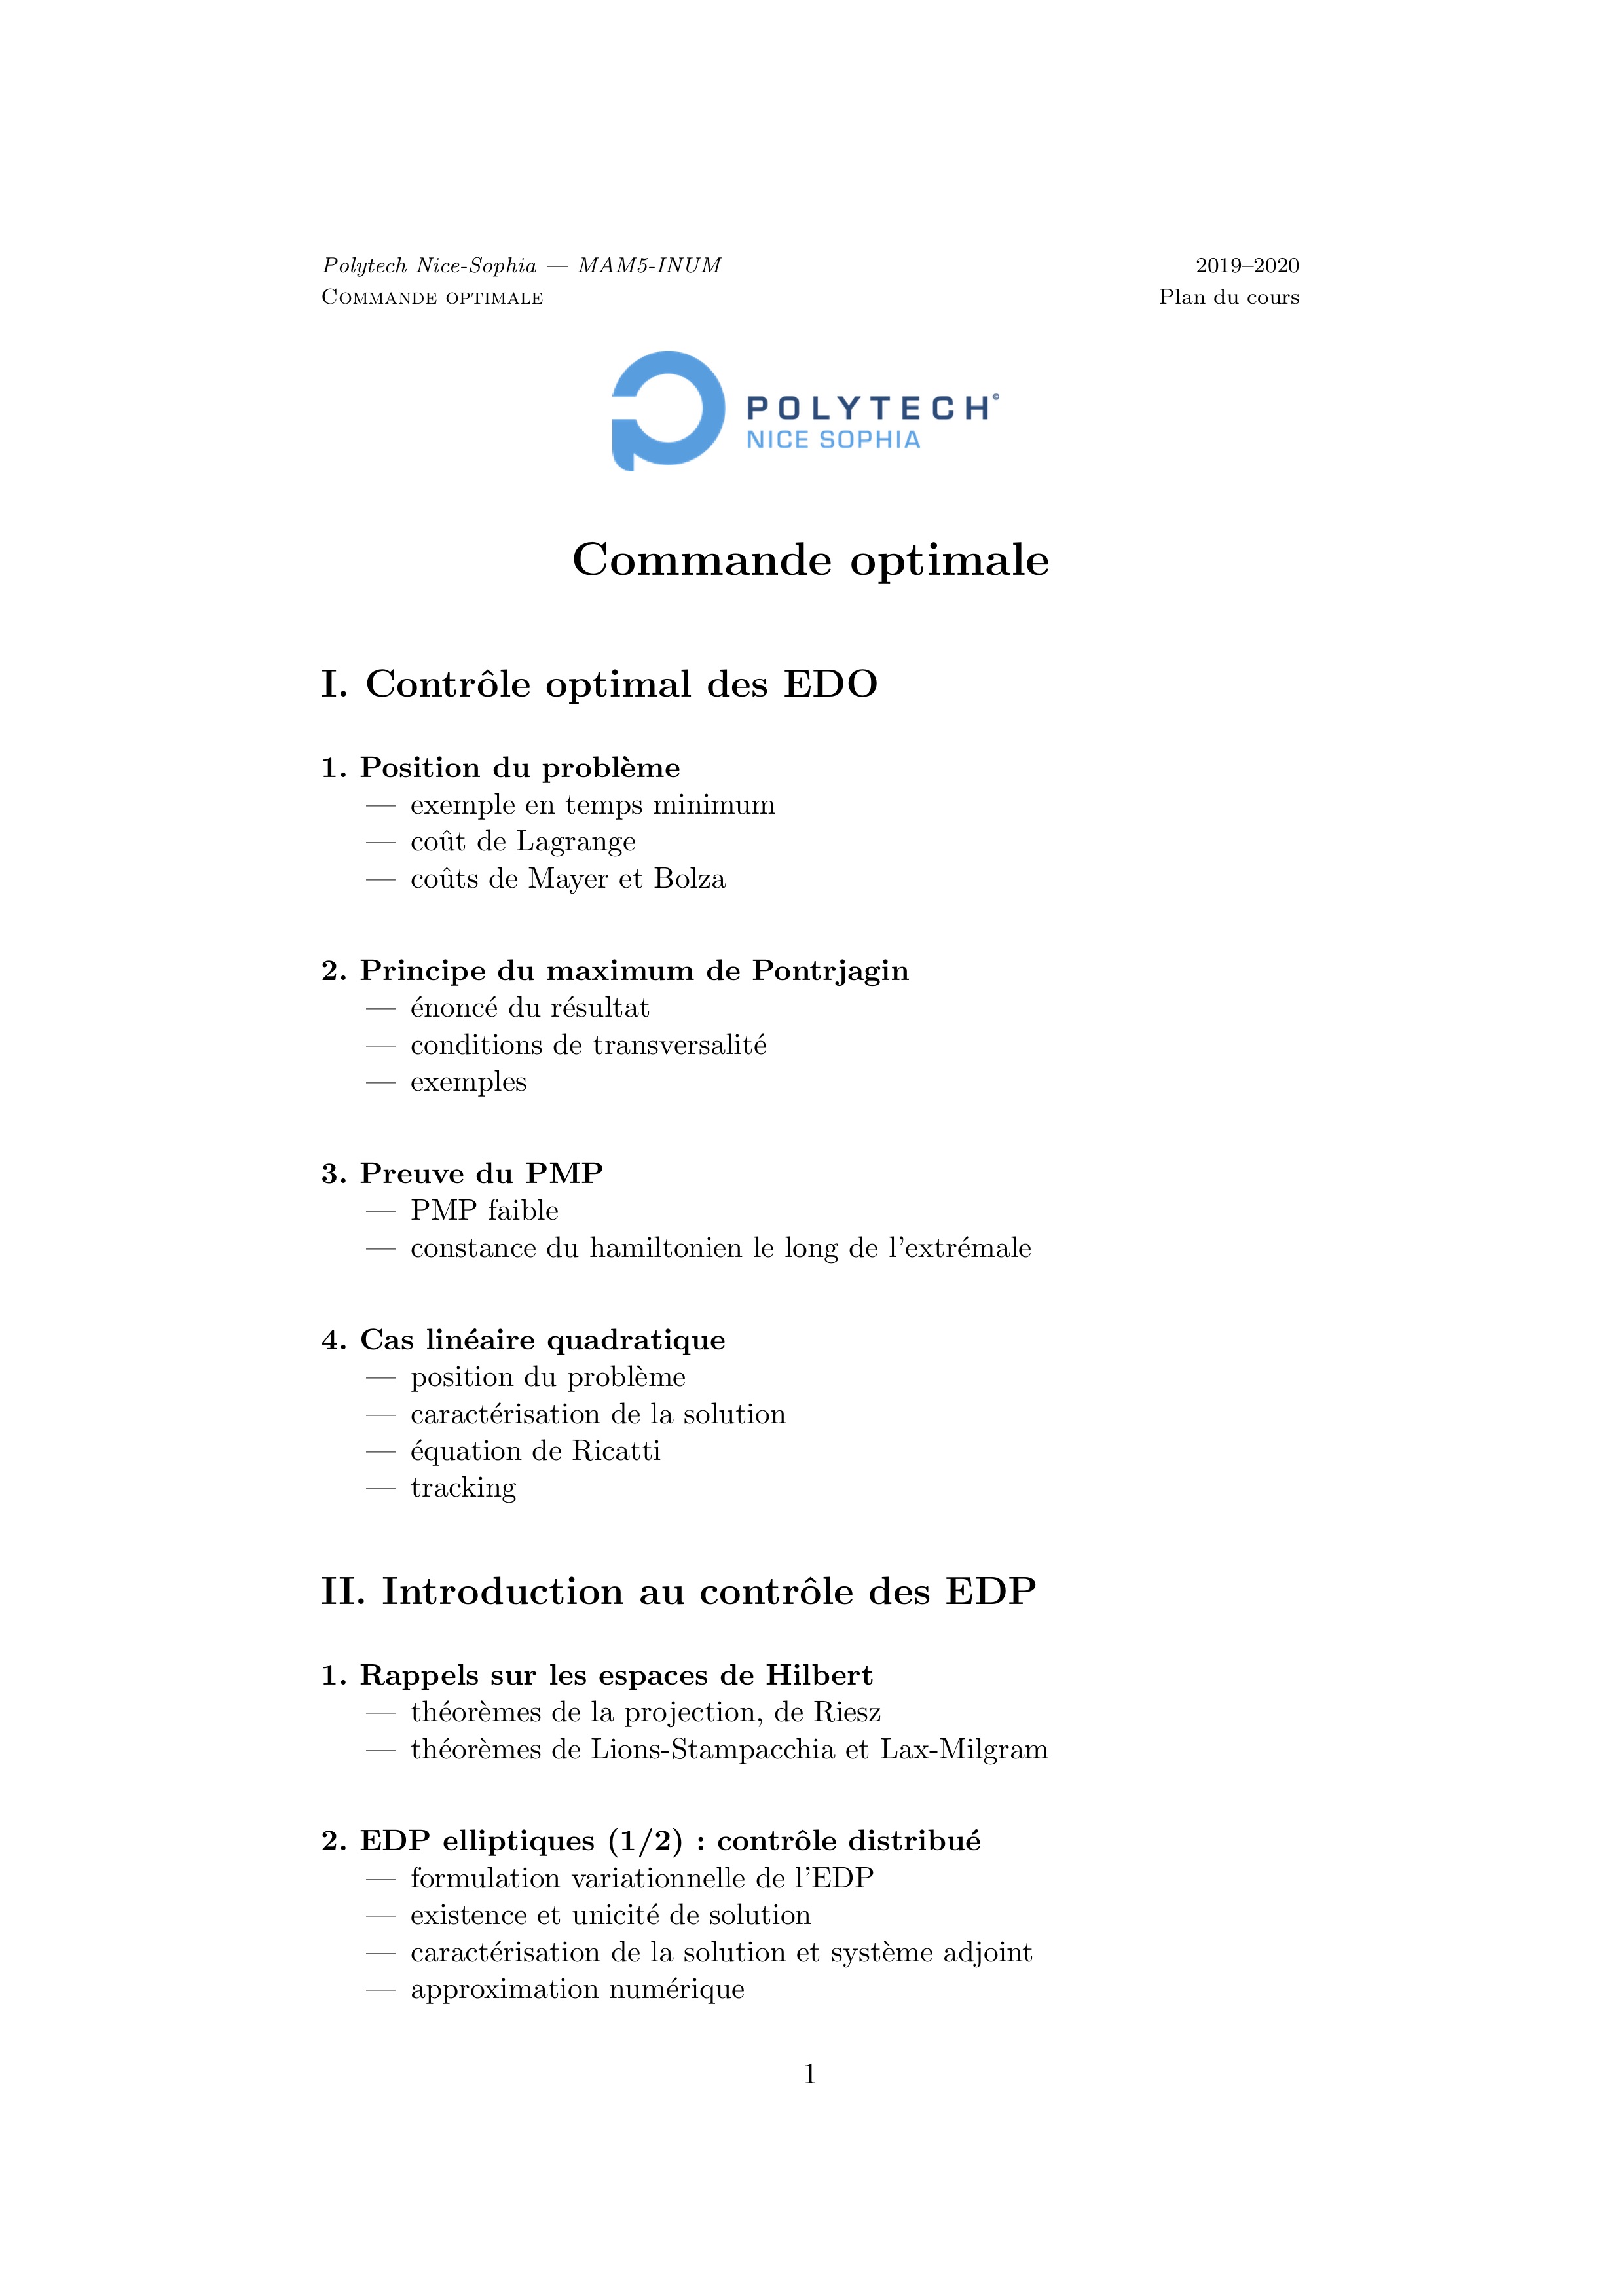 Polytech Nice-Sophia — MAM5-INUM 2019–2020
Commande optimale Plan du cours
POLYTECH©
NICE SOPHIA
Commande optimale
I. Contrôle optimal des EDO
1. Position du problème
— exemple en temps minimum
— coût de Lagrange
— coûts de Mayer et Bolza
2. Principe du maximum de Pontrjagin
— énoncé du résultat
— conditions de transversalité
— exemples
3. Preuve du PMP
— PMP faible
— constance du hamiltonien le long de l'extrémale
4. Cas linéaire quadratique
— position du problème
— caractérisation de la solution
— équation de Ricatti
— tracking
II. Introduction au contrôle des EDP
1. Rappels sur les espaces de Hilbert
— théorèmes de la projection, de Riesz
— théorèmes de Lions-Stampacchia et Lax-Milgram
2. EDP elliptiques (1/2) : contrôle distribué
— formulation variationnelle de l'EDP
— existence et unicité de solution
— caractérisation de la solution et système adjoint
— approximation numérique
1